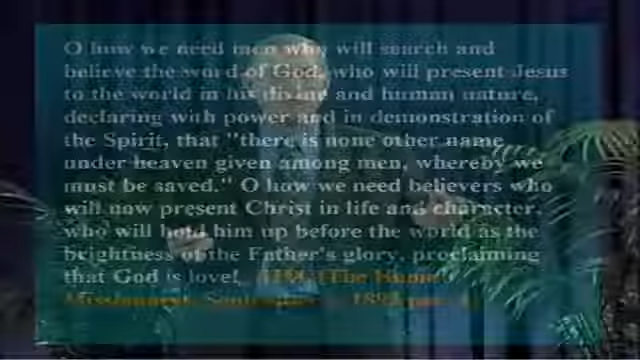 O how we need men who will search and
believe the word of God, who will present Jesus
to the world in his divine and human nature,
declaring with power and in demonstration of
the Spirit, that "there is none other name
under heaven given among men, whereby we
must be saved." O how we need believers who
will now present Christ in life and character,
who will hold him up before the world as the
brightness of the Father's glory, proclaiming
that God is love! (The Home
Missionary,